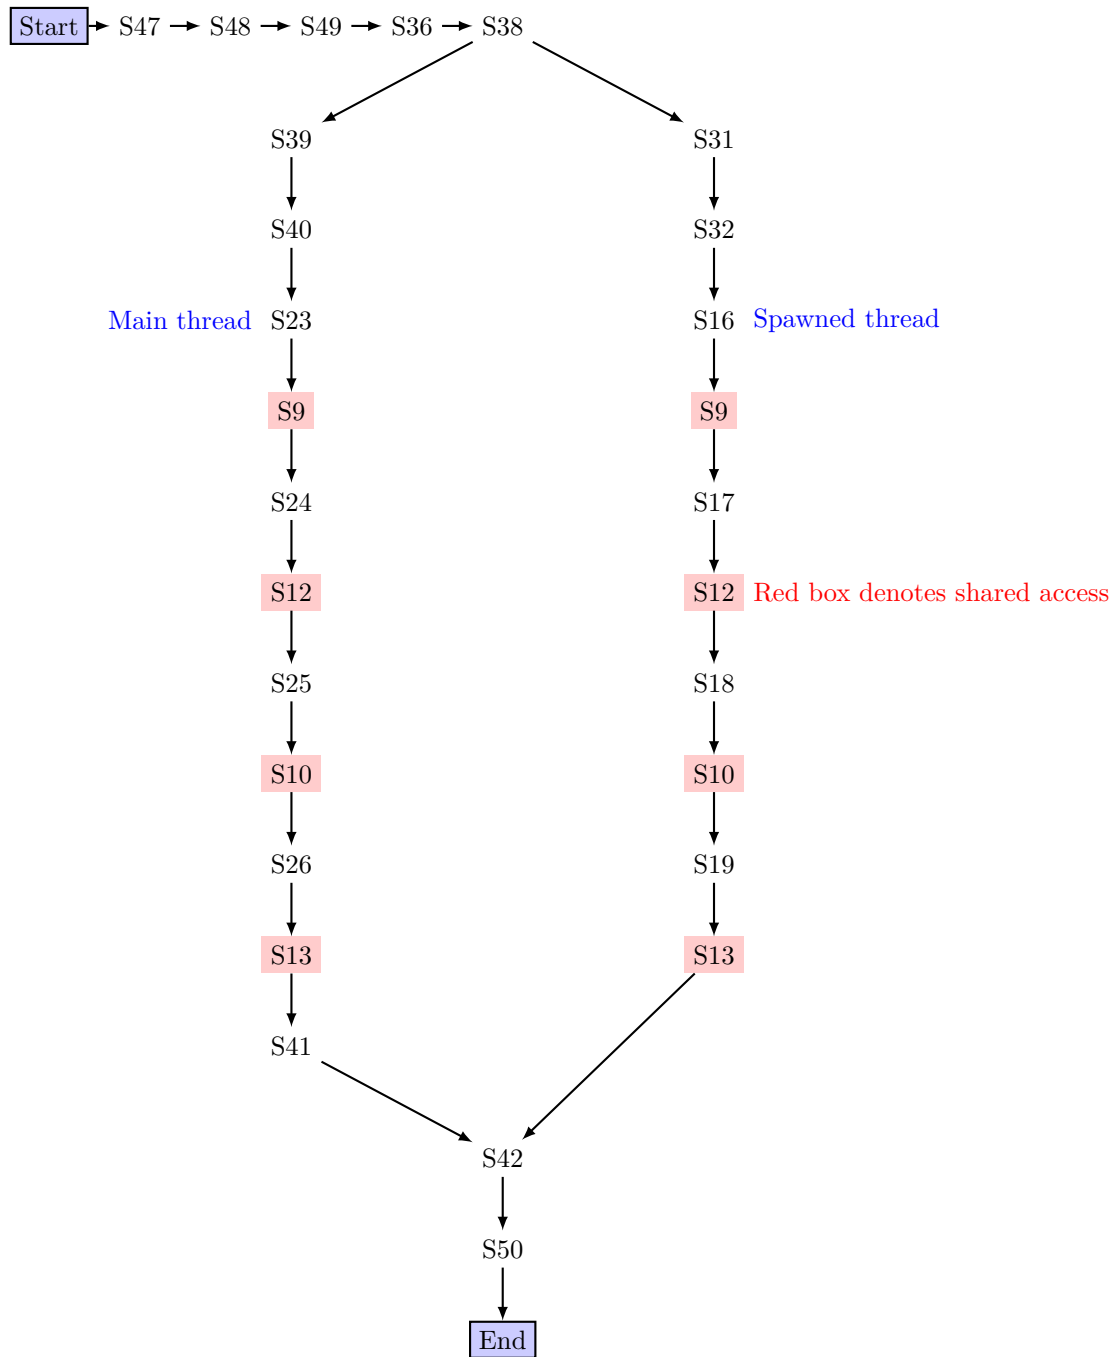 Start S47 S48 S49 S36 S38
S39 S31
S40 S32
Main thread S23 S16 Spawned thread
S9 S9
S24 S17
S12 S12 Red box denotes shared access
S25 S18
S10 S10
S26 S19
S13 S13
S41
S42
S50
End